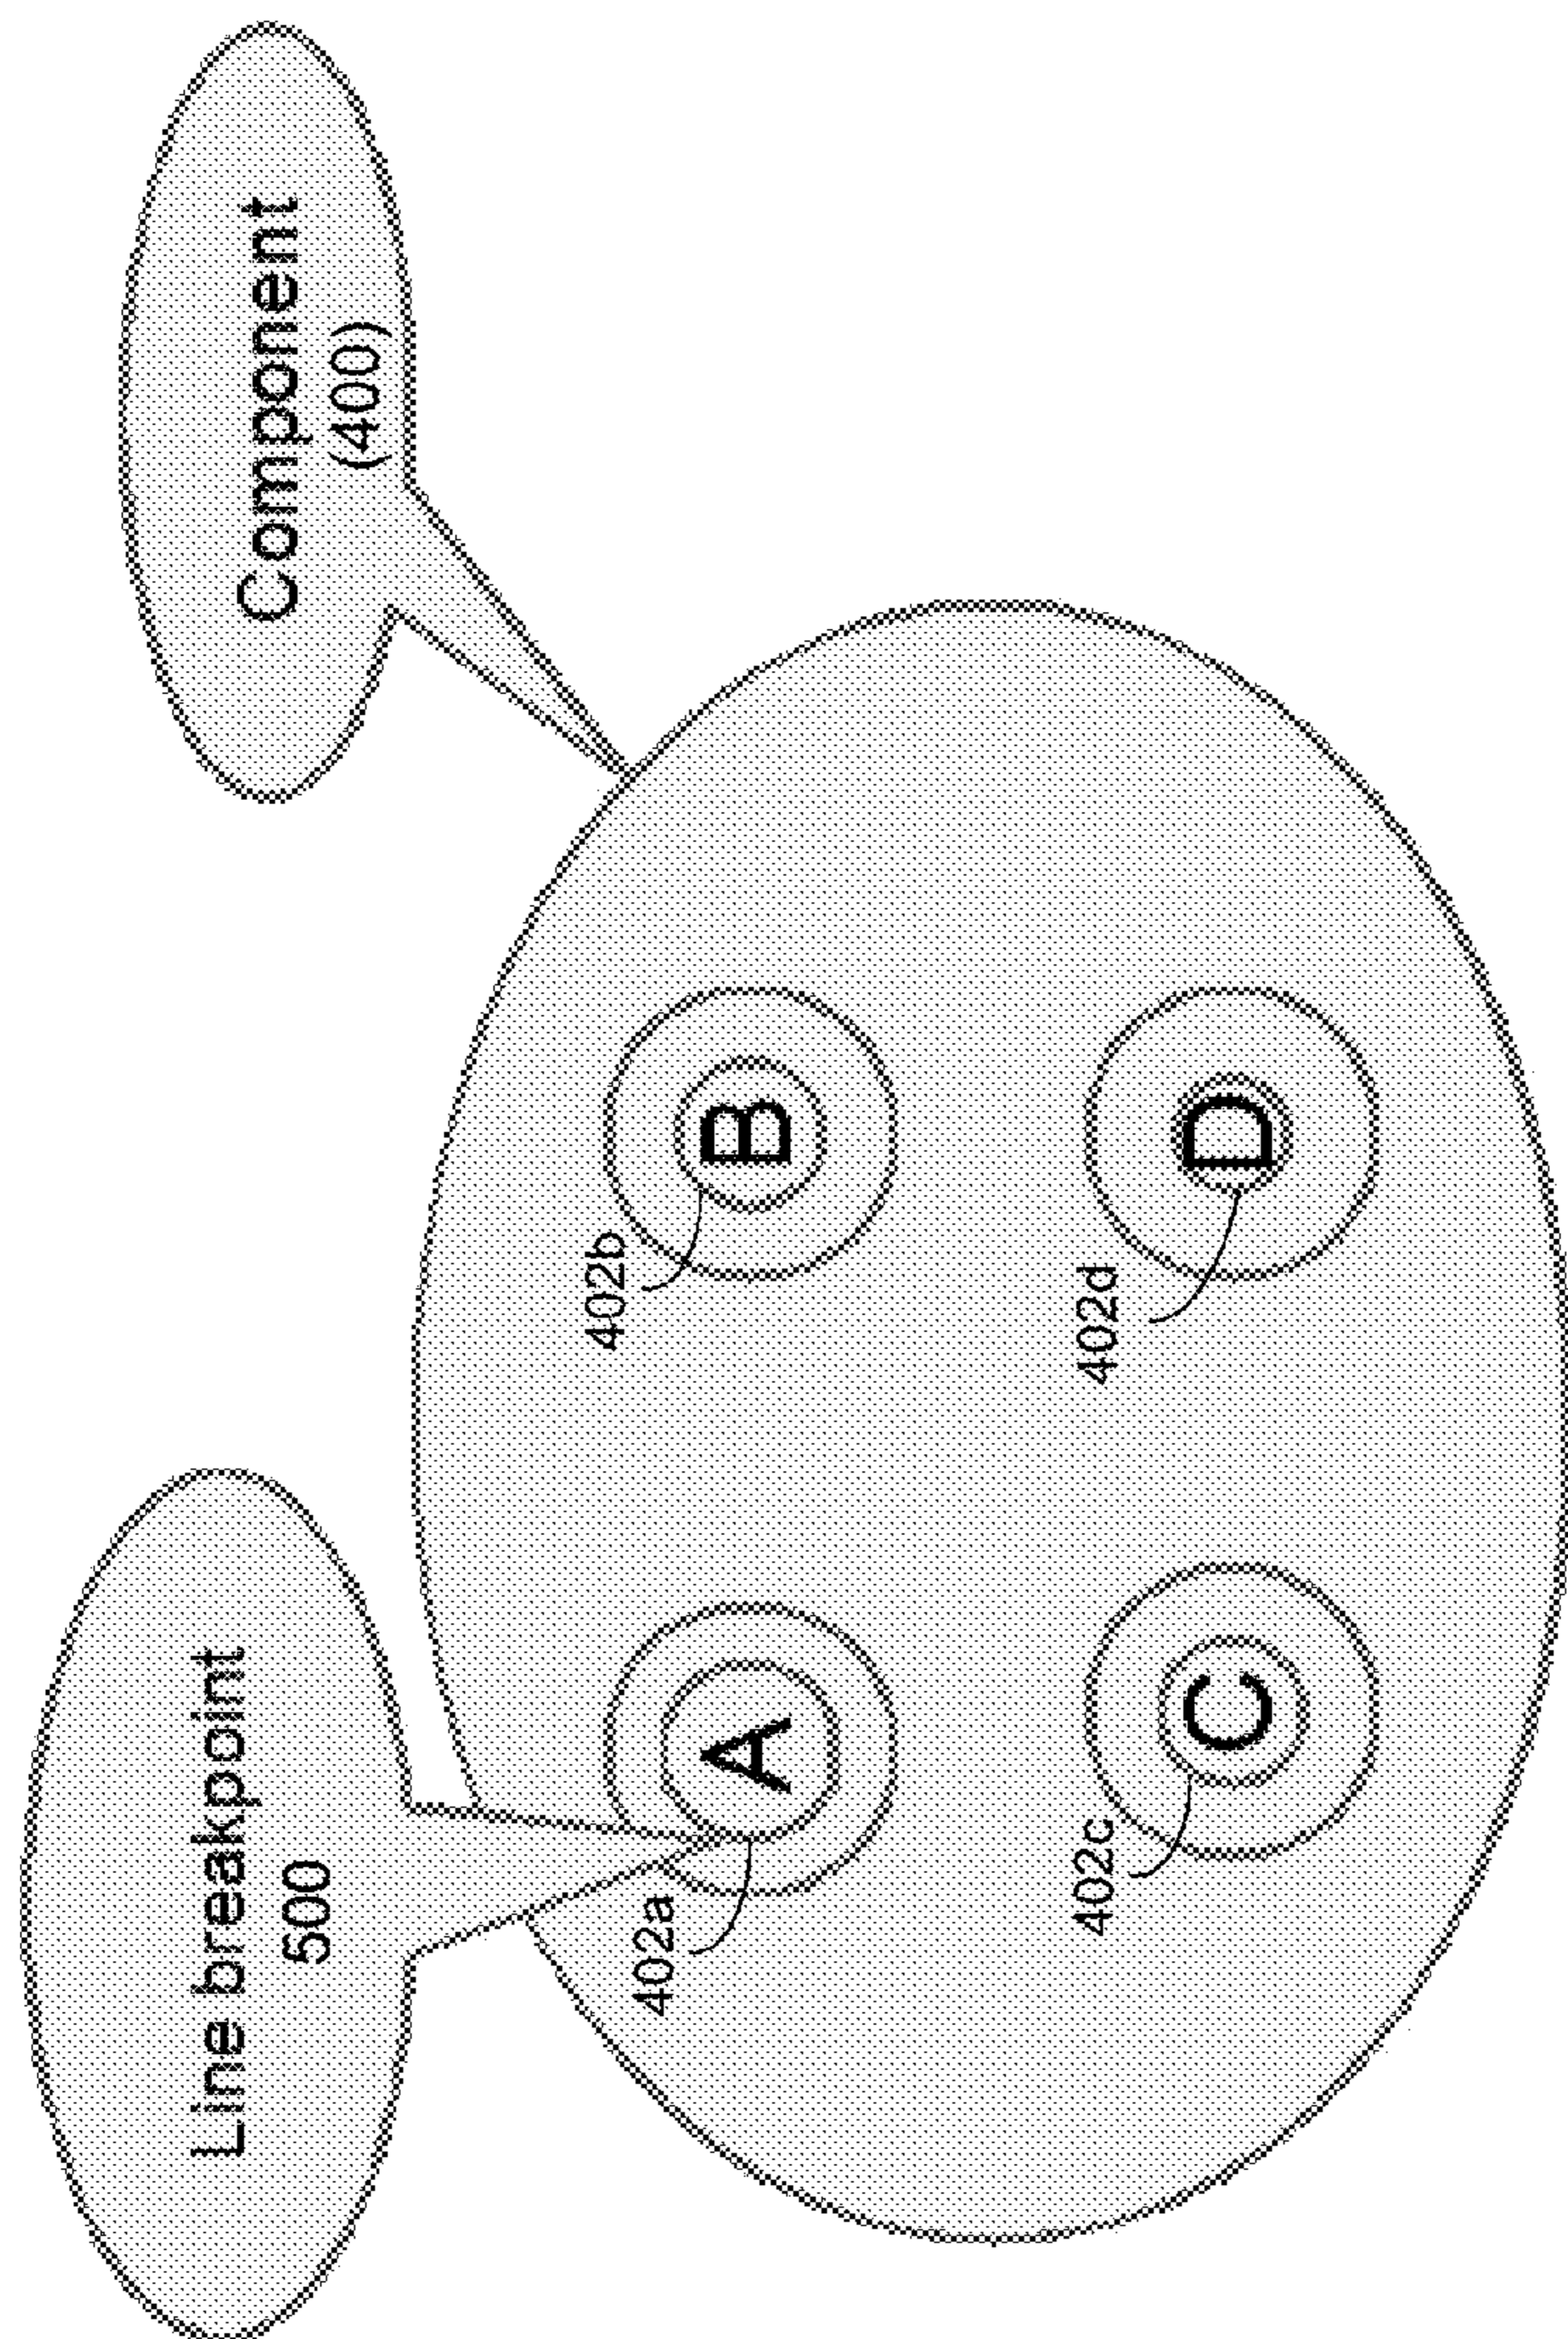 Line breakpoint
500
Component
(400)
A
402a
B
402b
C
402c
D
402d